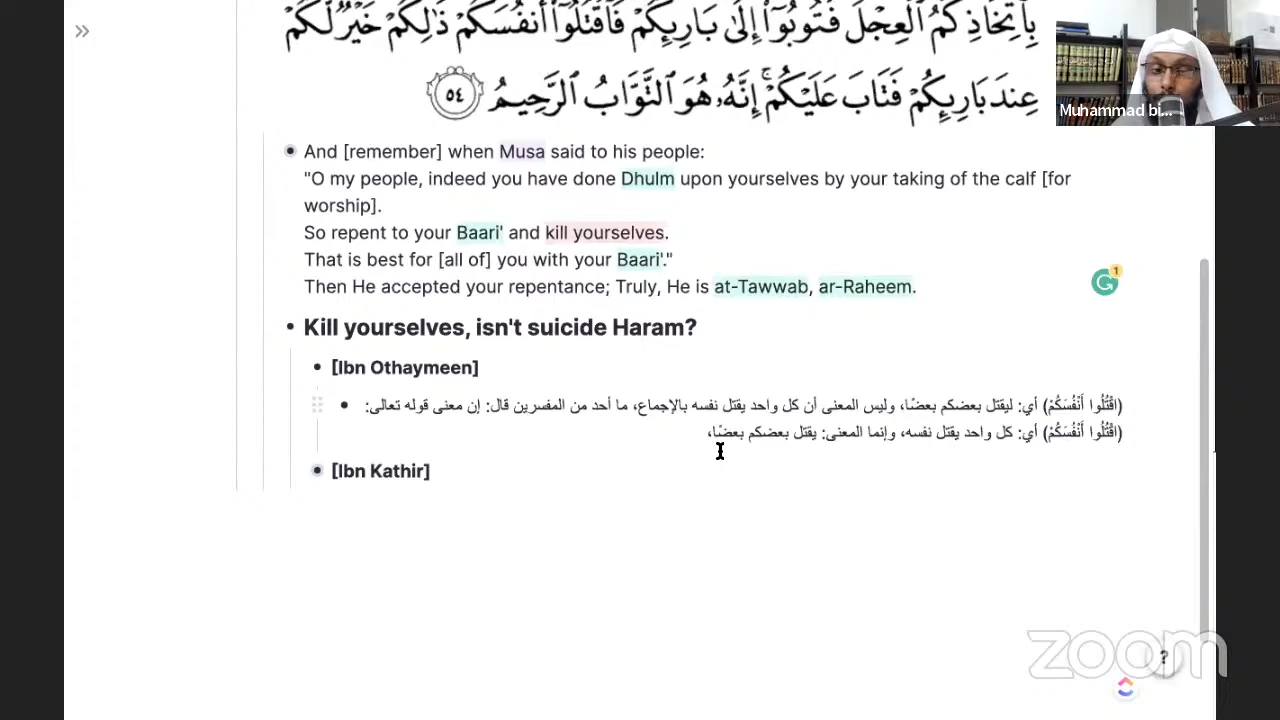 بِٱتِّخَاذِكُمُ ٱلْعِجْلَ فَتُوبُوٓا۟ إِلَىٰ بَارِئِكُمْ فَٱقْتُلُوٓا۟ أَنفُسَكُمْ ذَٰلِكُمْ خَيْرٌ لَّكُمْ
عِندَ بَارِئِكُمْ فَتَابَ عَلَيْكُمْ ۚ إِنَّهُۥ هُوَ ٱلتَّوَّابُ ٱلرَّحِيمُ ٥٤
Muhammad bi...
And [remember] when Musa said to his people:
"O my people, indeed you have done Dhulm upon yourselves by your taking of the calf [for
worship].
So repent to your Baari' and kill yourselves.
That is best for [all of] you with your Baari'."
Then He accepted your repentance; Truly, He is at-Tawwab, ar-Raheem.
1
• Kill yourselves, isn't suicide Haram?
• [Ibn Othaymeen]
(اقْتُلُوا أَنْفُسَكُمْ) أي: ليقتل بعضكم بعضًا، وليس المعنى أن كل واحد يقتل نفسه بالإجماع، ما أحد من المفسرين قال: إن معنى قوله تعالى:
(اقْتُلُوا أَنْفُسَكُمْ) أي: كل واحد يقتل نفسه، وإنما المعنى: يقتل بعضكم بعضًا،
• [Ibn Kathir]
zoom
?